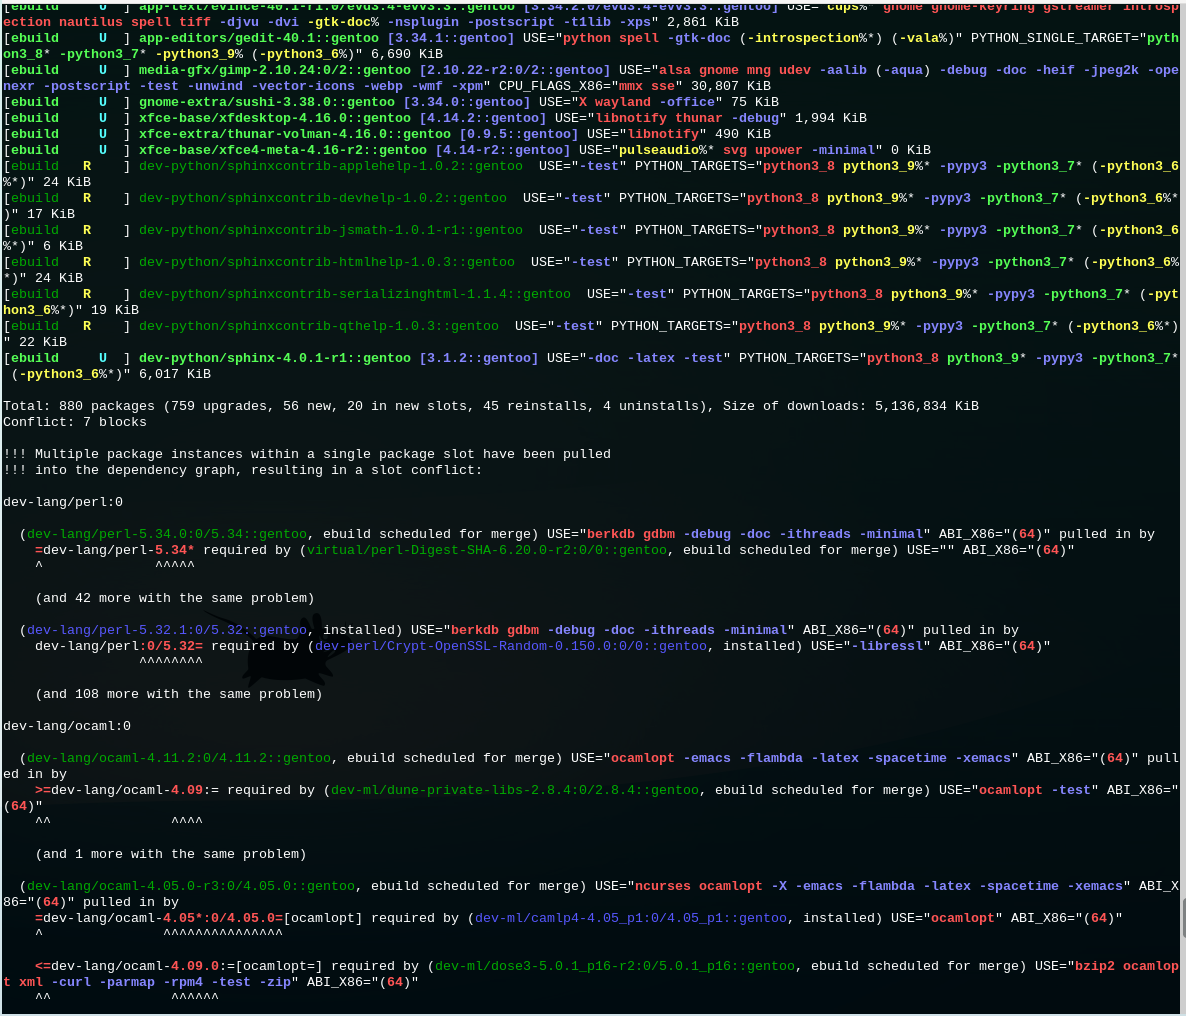 [ebuild     U  ] app-text/evince-40.1-r1:0/evd3.4-evv3.3::gentoo [3.34.2:0/evd3.4-evv3.3::gentoo] USE="cups%* gnome gnome-keyring gstreamer introsp
ection nautilus spell tiff -djvu -dvi -gtk-doc% -nsplugin -postscript -t1lib -xps" 2,861 KiB
[ebuild     U  ] app-editors/gedit-40.1::gentoo [3.34.1::gentoo] USE="python spell -gtk-doc (-introspection%*) (-vala%)" PYTHON_SINGLE_TARGET="pyth
on3_8* -python3_7* -python3_9% (-python3_6%)" 6,690 KiB
[ebuild     U  ] media-gfx/gimp-2.10.24:0/2::gentoo [2.10.22-r2:0/2::gentoo] USE="alsa gnome mng udev -aalib (-aqua) -debug -doc -heif -jpeg2k -ope
nexr -postscript -test -unwind -vector-icons -webp -wmf -xpm" CPU_FLAGS_X86="mmx sse" 30,807 KiB
[ebuild     U  ] gnome-extra/sushi-3.38.0::gentoo [3.34.0::gentoo] USE="X wayland -office" 75 KiB
[ebuild     U  ] xfce-base/xfdesktop-4.16.0::gentoo [4.14.2::gentoo] USE="libnotify thunar -debug" 1,994 KiB
[ebuild     U  ] xfce-extra/thunar-volman-4.16.0::gentoo [0.9.5::gentoo] USE="libnotify" 490 KiB
[ebuild     U  ] xfce-base/xfce4-meta-4.16-r2::gentoo [4.14-r2::gentoo] USE="pulseaudio%* svg upower -minimal" 0 KiB
[ebuild   R    ] dev-python/sphinxcontrib-applehelp-1.0.2::gentoo  USE="-test" PYTHON_TARGETS="python3_8 python3_9%* -pypy3 -python3_7* (-python3_6
%*)" 24 KiB
[ebuild   R    ] dev-python/sphinxcontrib-devhelp-1.0.2::gentoo  USE="-test" PYTHON_TARGETS="python3_8 python3_9%* -pypy3 -python3_7* (-python3_6%*
)" 17 KiB
[ebuild   R    ] dev-python/sphinxcontrib-jsmath-1.0.1-r1::gentoo  USE="-test" PYTHON_TARGETS="python3_8 python3_9%* -pypy3 -python3_7* (-python3_6
%*)" 6 KiB
[ebuild   R    ] dev-python/sphinxcontrib-htmlhelp-1.0.3::gentoo  USE="-test" PYTHON_TARGETS="python3_8 python3_9%* -pypy3 -python3_7* (-python3_6%
*)" 24 KiB
[ebuild   R    ] dev-python/sphinxcontrib-serializinghtml-1.1.4::gentoo  USE="-test" PYTHON_TARGETS="python3_8 python3_9%* -pypy3 -python3_7* (-pyt
hon3_6%*)" 19 KiB
[ebuild   R    ] dev-python/sphinxcontrib-qthelp-1.0.3::gentoo  USE="-test" PYTHON_TARGETS="python3_8 python3_9%* -pypy3 -python3_7* (-python3_6%*)
" 22 KiB
[ebuild     U  ] dev-python/sphinx-4.0.1-r1::gentoo [3.1.2::gentoo] USE="-doc -latex -test" PYTHON_TARGETS="python3_8 python3_9* -pypy3 -python3_7*
 (-python3_6%*)" 6,017 KiB

Total: 880 packages (759 upgrades, 56 new, 20 in new slots, 45 reinstalls, 4 uninstalls), Size of downloads: 5,136,834 KiB
Conflict: 7 blocks

!!! Multiple package instances within a single package slot have been pulled
!!! into the dependency graph, resulting in a slot conflict:

dev-lang/perl:0

  (dev-lang/perl-5.34.0:0/5.34::gentoo, ebuild scheduled for merge) USE="berkdb gdbm -debug -doc -ithreads -minimal" ABI_X86="(64)" pulled in by
    =dev-lang/perl-5.34* required by (virtual/perl-Digest-SHA-6.20.0-r2:0/0::gentoo, ebuild scheduled for merge) USE="" ABI_X86="(64)"
    ^              ^^^^^

    (and 42 more with the same problem)

  (dev-lang/perl-5.32.1:0/5.32::gentoo, installed) USE="berkdb gdbm -debug -doc -ithreads -minimal" ABI_X86="(64)" pulled in by
    dev-lang/perl:0/5.32= required by (dev-perl/Crypt-OpenSSL-Random-0.150.0:0/0::gentoo, installed) USE="-libressl" ABI_X86="(64)"
                 ^^^^^^^^

    (and 108 more with the same problem)

dev-lang/ocaml:0

  (dev-lang/ocaml-4.11.2:0/4.11.2::gentoo, ebuild scheduled for merge) USE="ocamlopt -emacs -flambda -latex -spacetime -xemacs" ABI_X86="(64)" pull
ed in by
    >=dev-lang/ocaml-4.09:= required by (dev-ml/dune-private-libs-2.8.4:0/2.8.4::gentoo, ebuild scheduled for merge) USE="ocamlopt -test" ABI_X86="
(64)"
    ^^               ^^^^

    (and 1 more with the same problem)

  (dev-lang/ocaml-4.05.0-r3:0/4.05.0::gentoo, ebuild scheduled for merge) USE="ncurses ocamlopt -X -emacs -flambda -latex -spacetime -xemacs" ABI_X
86="(64)" pulled in by
    =dev-lang/ocaml-4.05*:0/4.05.0=[ocamlopt] required by (dev-ml/camlp4-4.05_p1:0/4.05_p1::gentoo, installed) USE="ocamlopt" ABI_X86="(64)"
    ^               ^^^^^^^^^^^^^^^

    <=dev-lang/ocaml-4.09.0:=[ocamlopt=] required by (dev-ml/dose3-5.0.1_p16-r2:0/5.0.1_p16::gentoo, ebuild scheduled for merge) USE="bzip2 ocamlop
t xml -curl -parmap -rpm4 -test -zip" ABI_X86="(64)"
    ^^               ^^^^^^